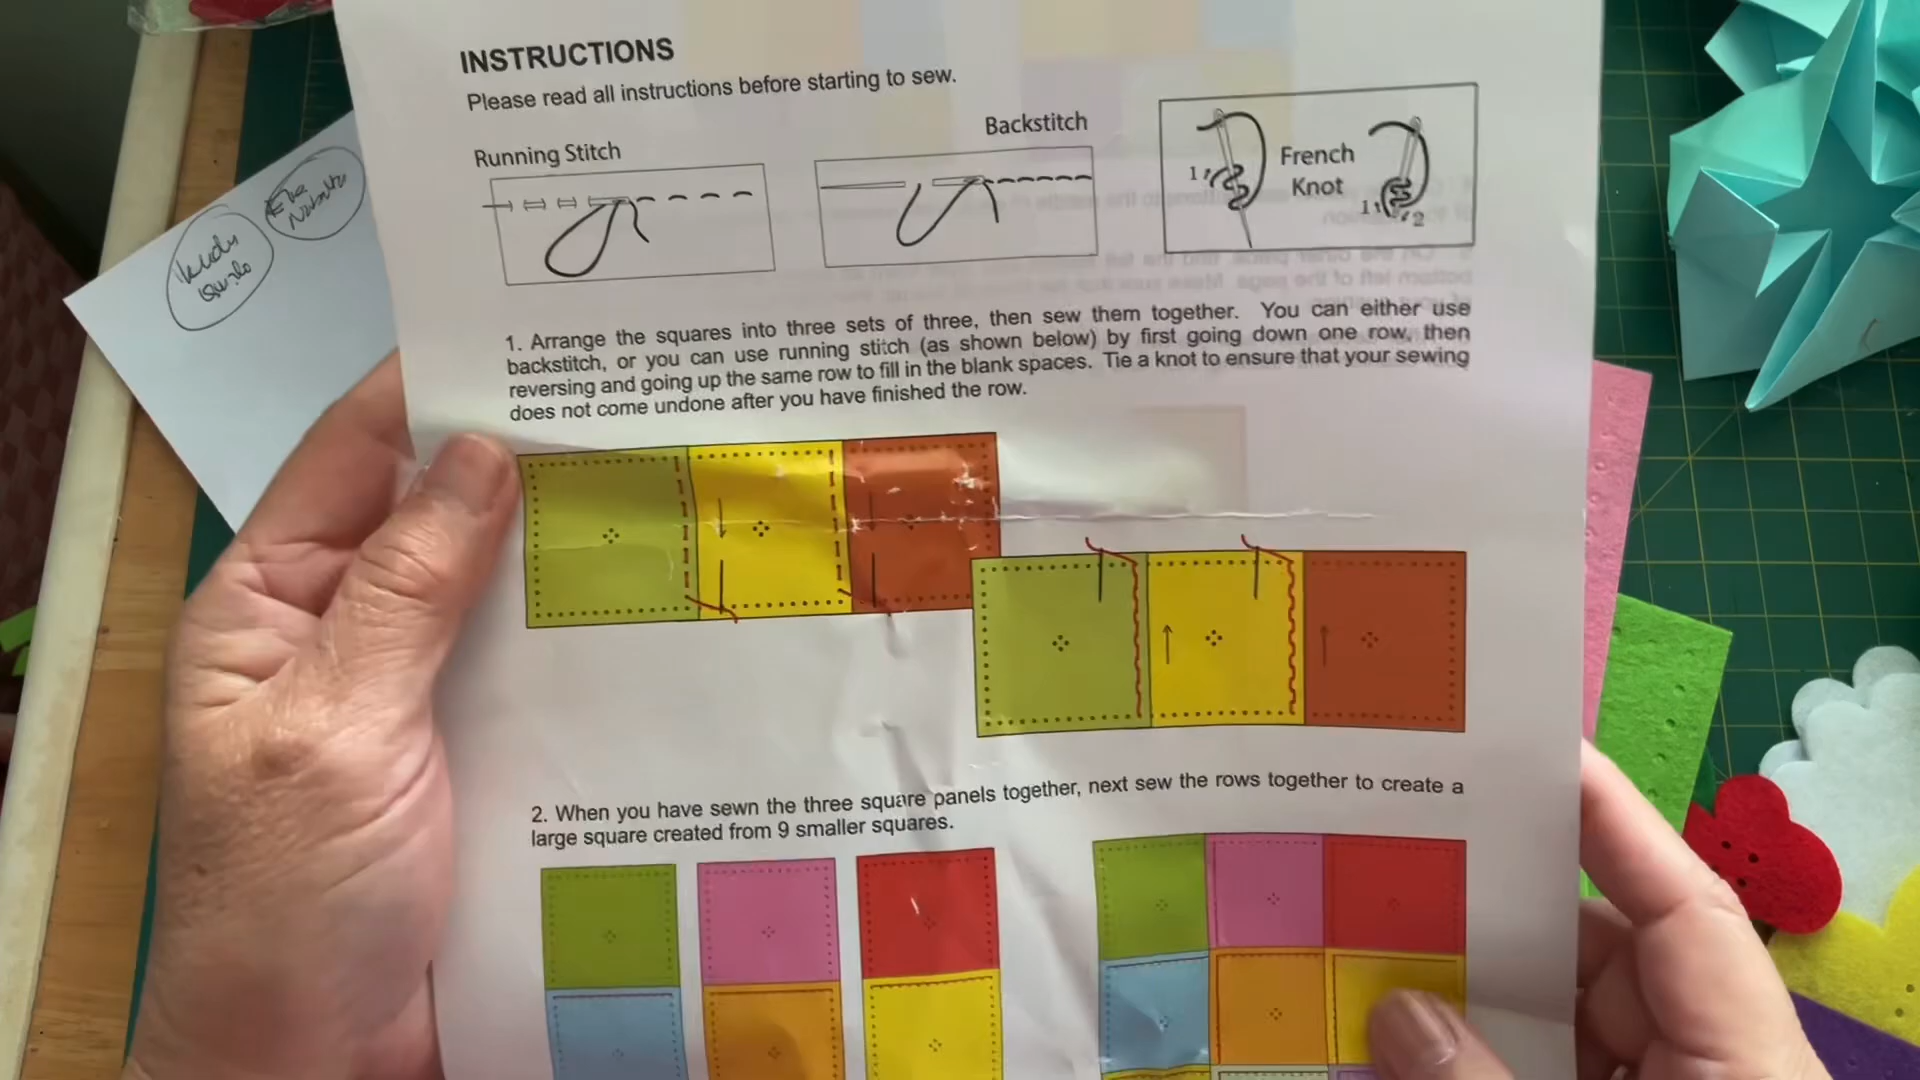 INSTRUCTIONS
Please read all instructions before starting to sew.
Running Stitch
Backstitch
French
Knot
1
1
2
1. Arrange the squares into three sets of three, then sew them together. You can either use
backstitch, or you can use running stitch (as shown below) by first going down one row, then
reversing and going up the same row to fill in the blank spaces. Tie a knot to ensure that your sewing
does not come undone after you have finished the row.
2. When you have sewn the three square panels together, next sew the rows together to create a
large square created from 9 smaller squares.